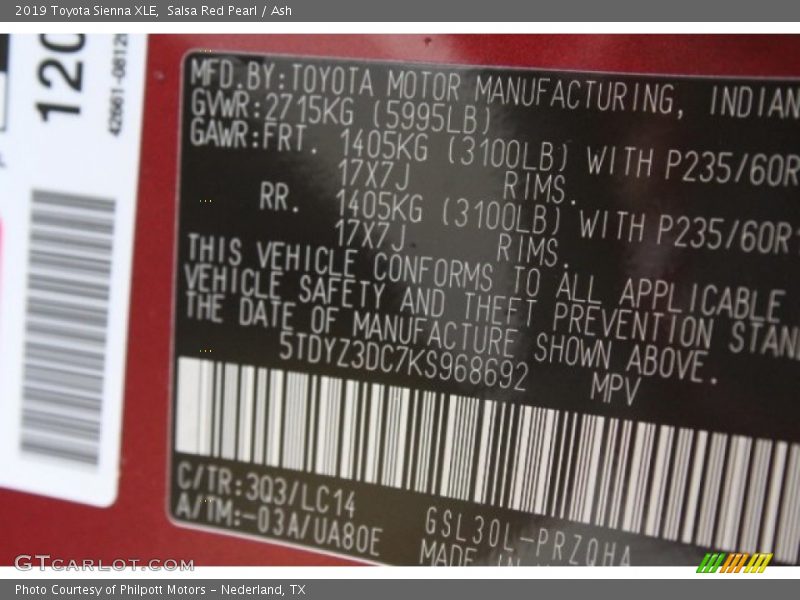 2019 Toyota Sienna XLE, Salsa Red Pearl / Ash
120
42661-0812
MFD.BY:TOYOTA MOTOR MANUFACTURING, INDIAN
GVWR:2715KG (5995LB)
GAWR:FRT. 1405KG (3100LB) WITH P235/60R
17X7J RIMS.
RR. 1405KG (3100LB) WITH P235/60R
17X7J RIMS.
THIS VEHICLE CONFORMS TO ALL APPLICABLE
VEHICLE SAFETY AND THEFT PREVENTION STAN
THE DATE OF MANUFACTURE SHOWN ABOVE.
5TDYZ3DC7KS968692 MPV
C/TR:3Q3/LC14
A/TM:-03A/UA80E
GSL30L-PRZQHA
MADE IN
GTCARLOT.COM
Photo Courtesy of Philpott Motors - Nederland, TX